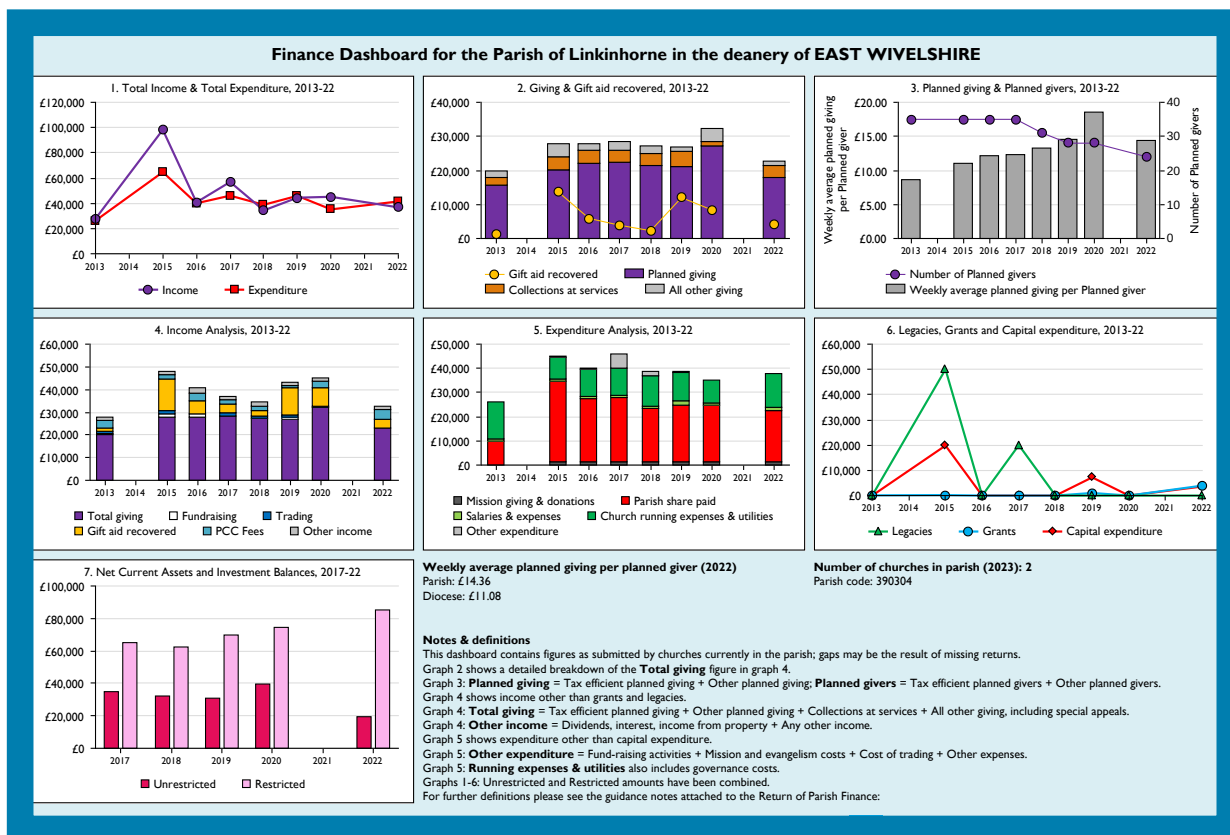 Finance Dashboard for the Parish of Linkinhorne in the deanery of EAST WIVELSHIRE
1. Total Income & Total Expenditure, 2013-22
£120,000
£100,000
£80,000
£60,000
£40,000
£20,000
£0
2013 2014 2015 2016 2017 2018 2019 2020 2021 2022
Income Expenditure
2. Giving & Gift aid recovered, 2013-22
£40,000
£30,000
£20,000
£10,000
£0
2013 2014 2015 2016 2017 2018 2019 2020 2021 2022
Gift aid recovered Planned giving
Collections at services All other giving
3. Planned giving & Planned givers, 2013-22
Weekly average planned giving
per Planned giver
£20.00
£15.00
£10.00
£5.00
£0.00
40
30
20
10
0
Number of Planned givers
2013 2014 2015 2016 2017 2018 2019 2020 2021 2022
Number of Planned givers
Weekly average planned giving per Planned giver
4. Income Analysis, 2013-22
£60,000
£50,000
£40,000
£30,000
£20,000
£10,000
£0
2013 2014 2015 2016 2017 2018 2019 2020 2021 2022
Total giving Fundraising Trading
Gift aid recovered PCC Fees Other income
5. Expenditure Analysis, 2013-22
£50,000
£40,000
£30,000
£20,000
£10,000
£0
2013 2014 2015 2016 2017 2018 2019 2020 2021 2022
Mission giving & donations Parish share paid
Salaries & expenses Church running expenses & utilities
Other expenditure
6. Legacies, Grants and Capital expenditure, 2013-22
£60,000
£50,000
£40,000
£30,000
£20,000
£10,000
£0
2013 2014 2015 2016 2017 2018 2019 2020 2021 2022
Legacies Grants Capital expenditure
7. Net Current Assets and Investment Balances, 2017-22
£100,000
£80,000
£60,000
£40,000
£20,000
£0
2017 2018 2019 2020 2021 2022
Unrestricted Restricted
Weekly average planned giving per planned giver (2022)
Parish: £14.36
Diocese: £11.08
Number of churches in parish (2023): 2
Parish code: 390304
Notes & definitions
This dashboard contains figures as submitted by churches currently in the parish; gaps may be the result of missing returns.
Graph 2 shows a detailed breakdown of the Total giving figure in graph 4.
Graph 3: Planned giving = Tax efficient planned giving + Other planned giving; Planned givers = Tax efficient planned givers + Other planned givers.
Graph 4 shows income other than grants and legacies.
Graph 4: Total giving = Tax efficient planned giving + Other planned giving + Collections at services + All other giving, including special appeals.
Graph 4: Other income = Dividends, interest, income from property + Any other income.
Graph 5 shows expenditure other than capital expenditure.
Graph 5: Other expenditure = Fund-raising activities + Mission and evangelism costs + Cost of trading + Other expenses.
Graph 5: Running expenses & utilities also includes governance costs.
Graphs 1-6: Unrestricted and Restricted amounts have been combined.
For further definitions please see the guidance notes attached to the Return of Parish Finance: